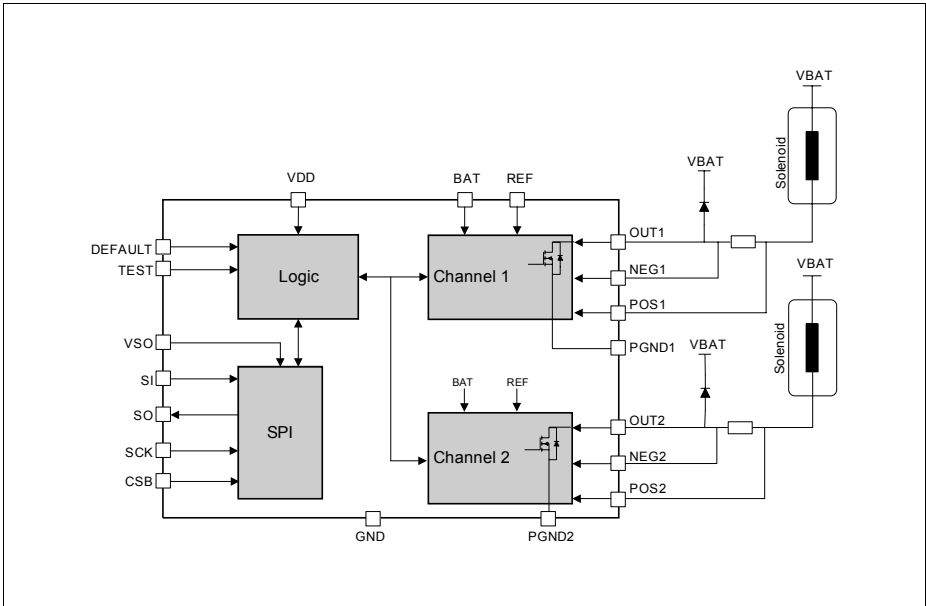 VBAT
Solenoid
VBAT
VDD
BAT
REF
DEFAULT
TEST
Logic
Channel 1
OUT1
NEG1
POS1
PGND1
VBAT
Solenoid
VBAT
VSO
SI
SO
SCK
CSB
SPI
BAT
REF
Channel 2
OUT2
NEG2
POS2
GND
PGND2